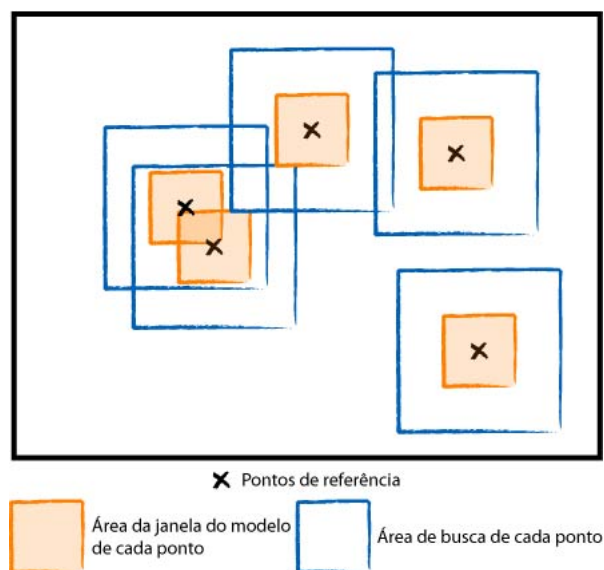 Pontos de referência
Área da janela do modelo
de cada ponto
Área de busca de cada ponto